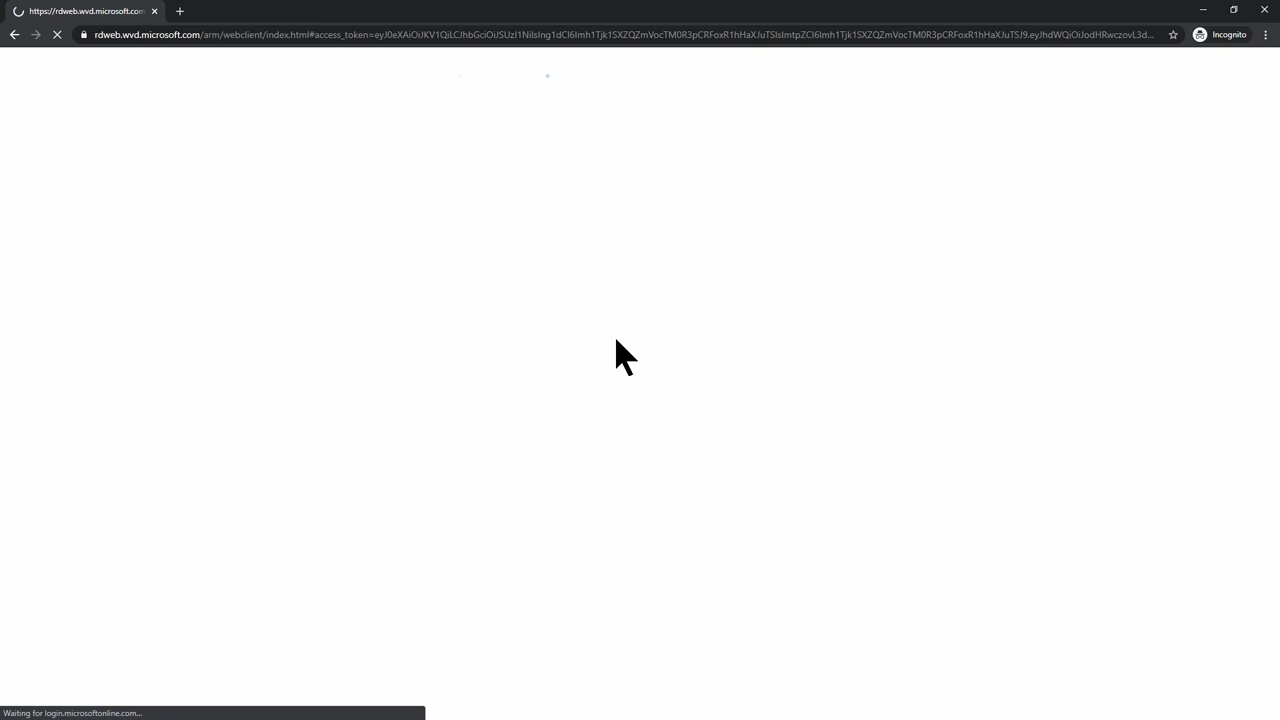 https://rdweb.wvd.microsoft.com
rdweb.wvd.microsoft.com/arm/webclient/index.html#access_token=eyJ0eXAiOiJKV1QiLCJhbGciOiJSUzI1NiIsIng1dCI6Imh1Tjk1SXZQZmVocTM0R3pCRFoxR1hHaXJuTSIsImtpZCI6Imh1Tjk1SXZQZmVocTM0R3pCRFoxR1hHaXJuTSJ9.eyJhdWQiOiJodHRwczovL3d...
Incognito
Waiting for login.microsoftonline.com...